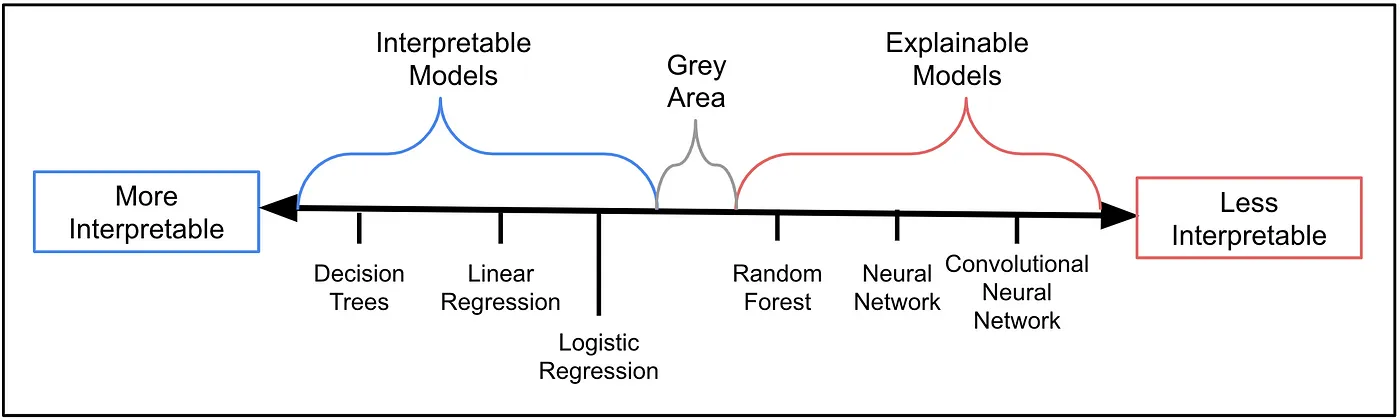 Interpretable
Models
Grey
Area
Explainable
Models
More
Interpretable
Less
Interpretable
Decision
Trees
Linear
Regression
Logistic
Regression
Random
Forest
Neural
Network
Convolutional
Neural
Network